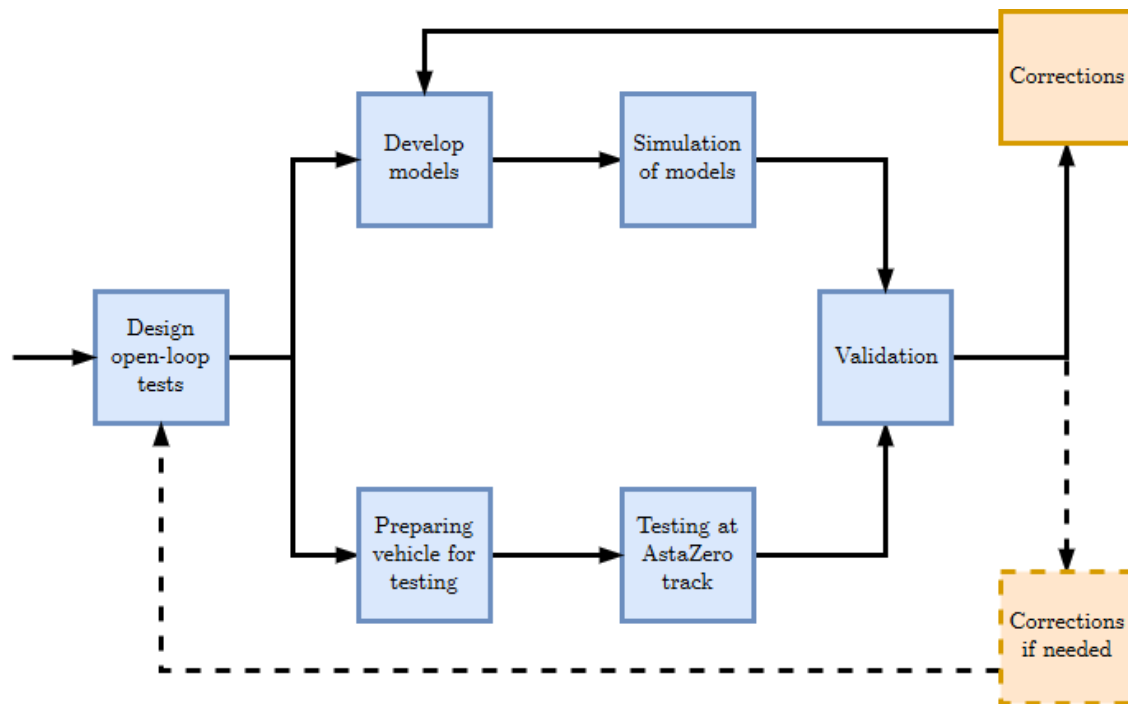 Corrections
Develop
models
Simulation
of models
Design
open-loop
tests
Validation
Preparing
vehicle for
testing
Testing at
AstaZero
track
Corrections
if needed